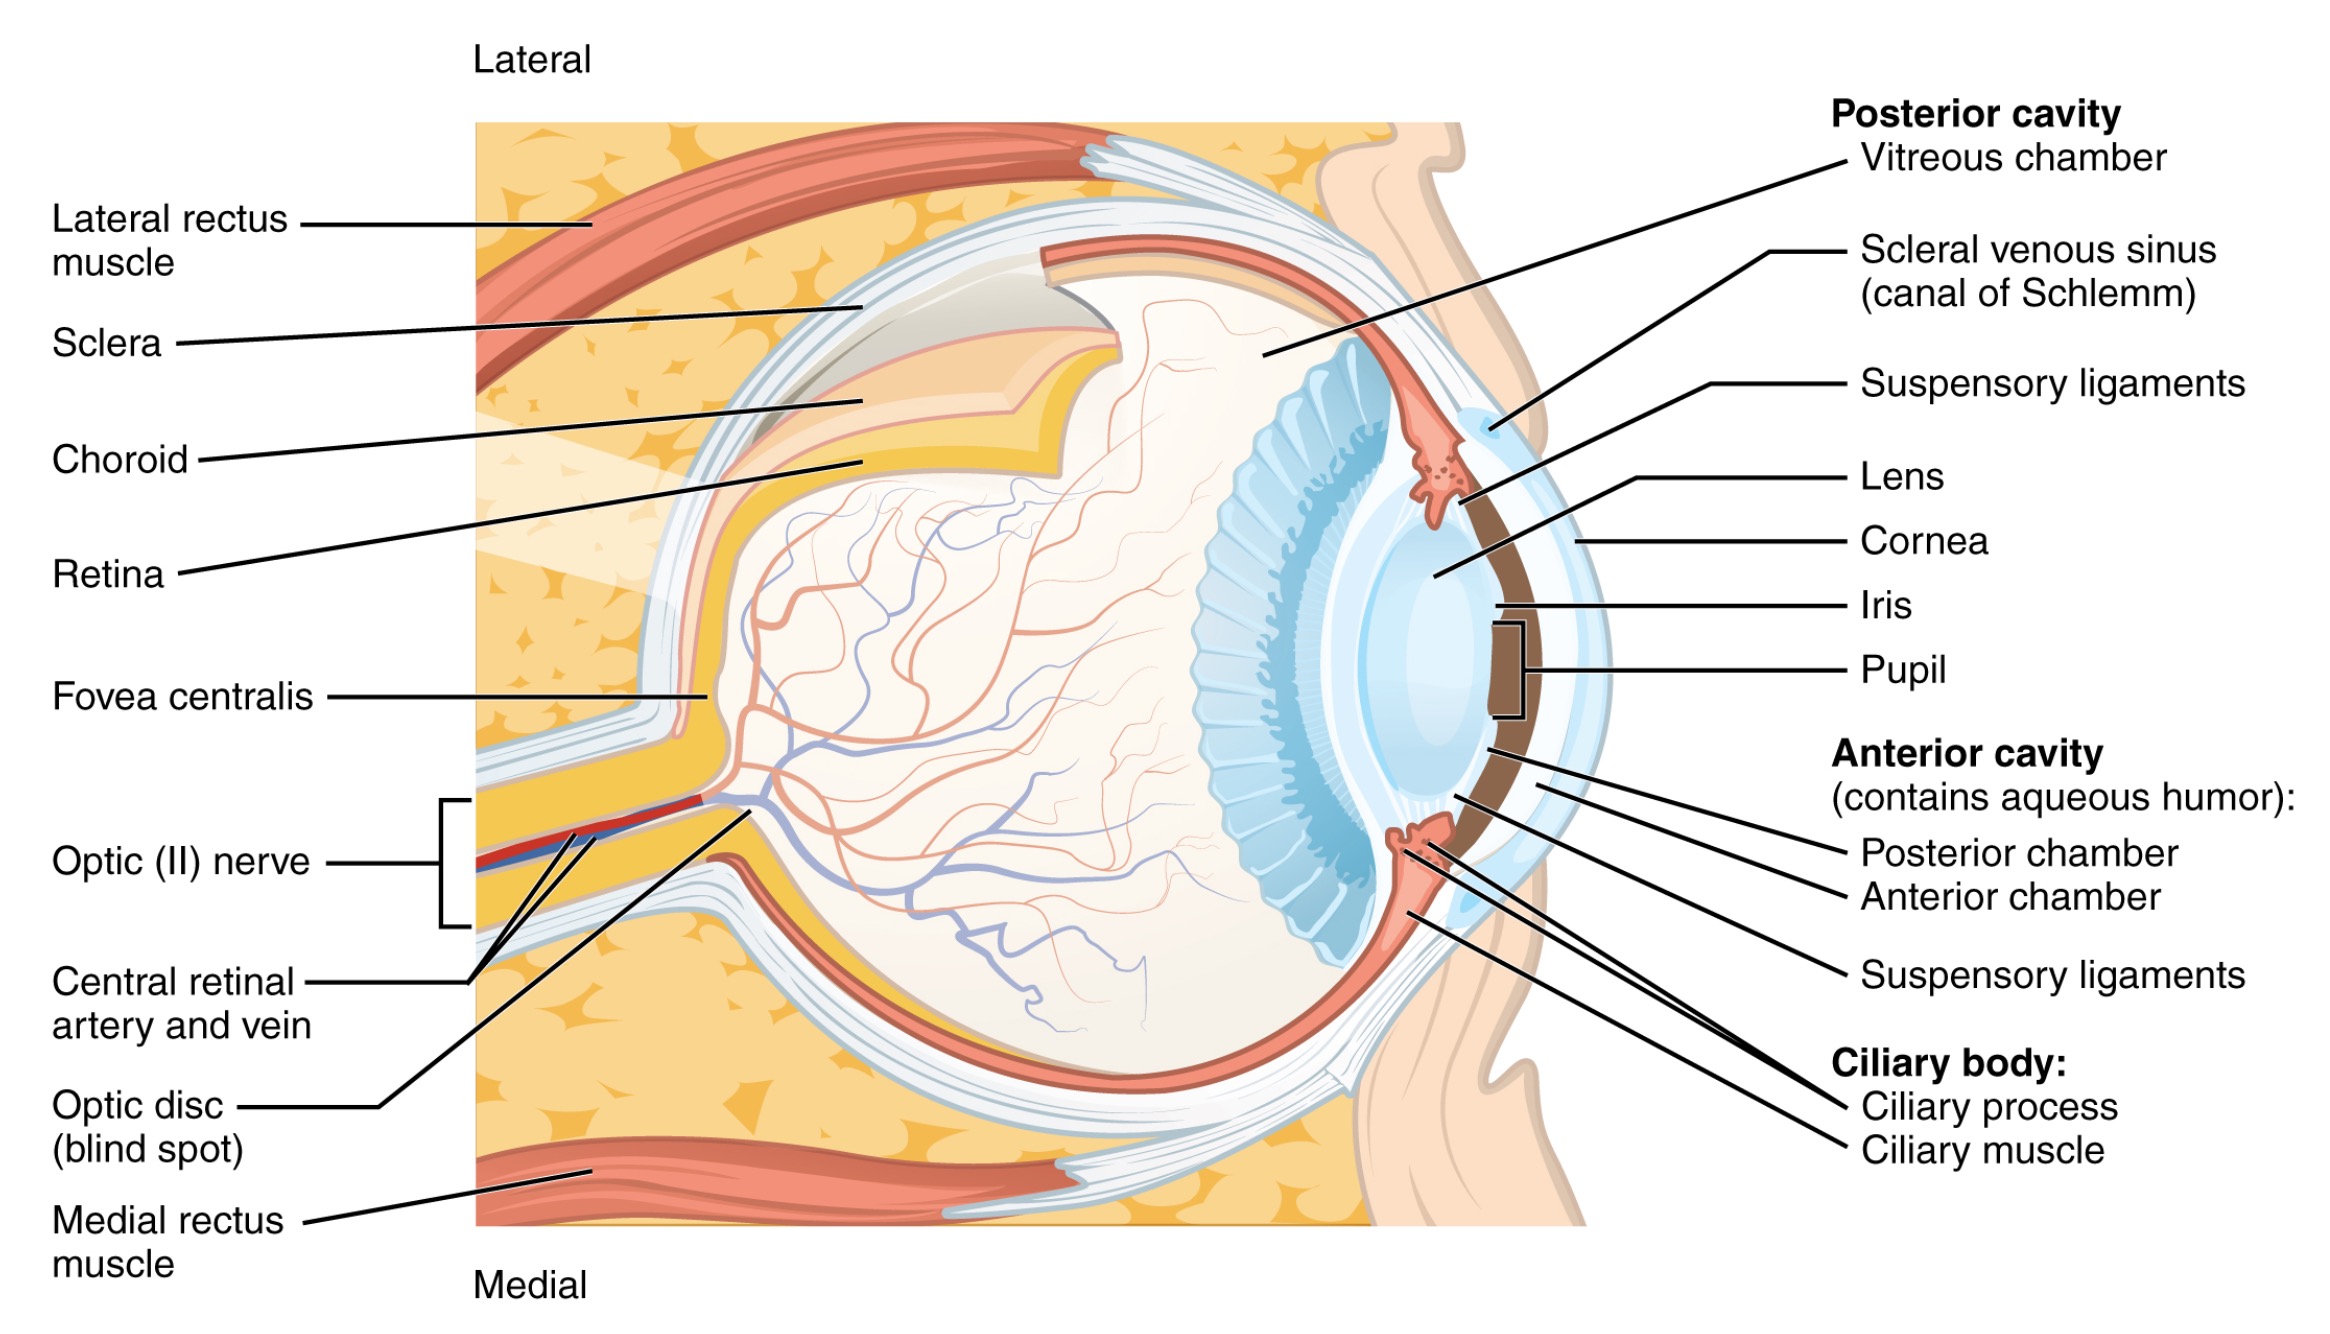 Lateral
Lateral rectus
muscle
Sclera
Choroid
Retina
Fovea centralis
Optic (II) nerve
Central retinal
artery and vein
Optic disc
(blind spot)
Medial rectus
muscle
Medial
Posterior cavity
Vitreous chamber
Scleral venous sinus
(canal of Schlemm)
Suspensory ligaments
Lens
Cornea
Iris
Pupil
Anterior cavity
(contains aqueous humor):
Posterior chamber
Anterior chamber
Suspensory ligaments
Ciliary body:
Ciliary process
Ciliary muscle